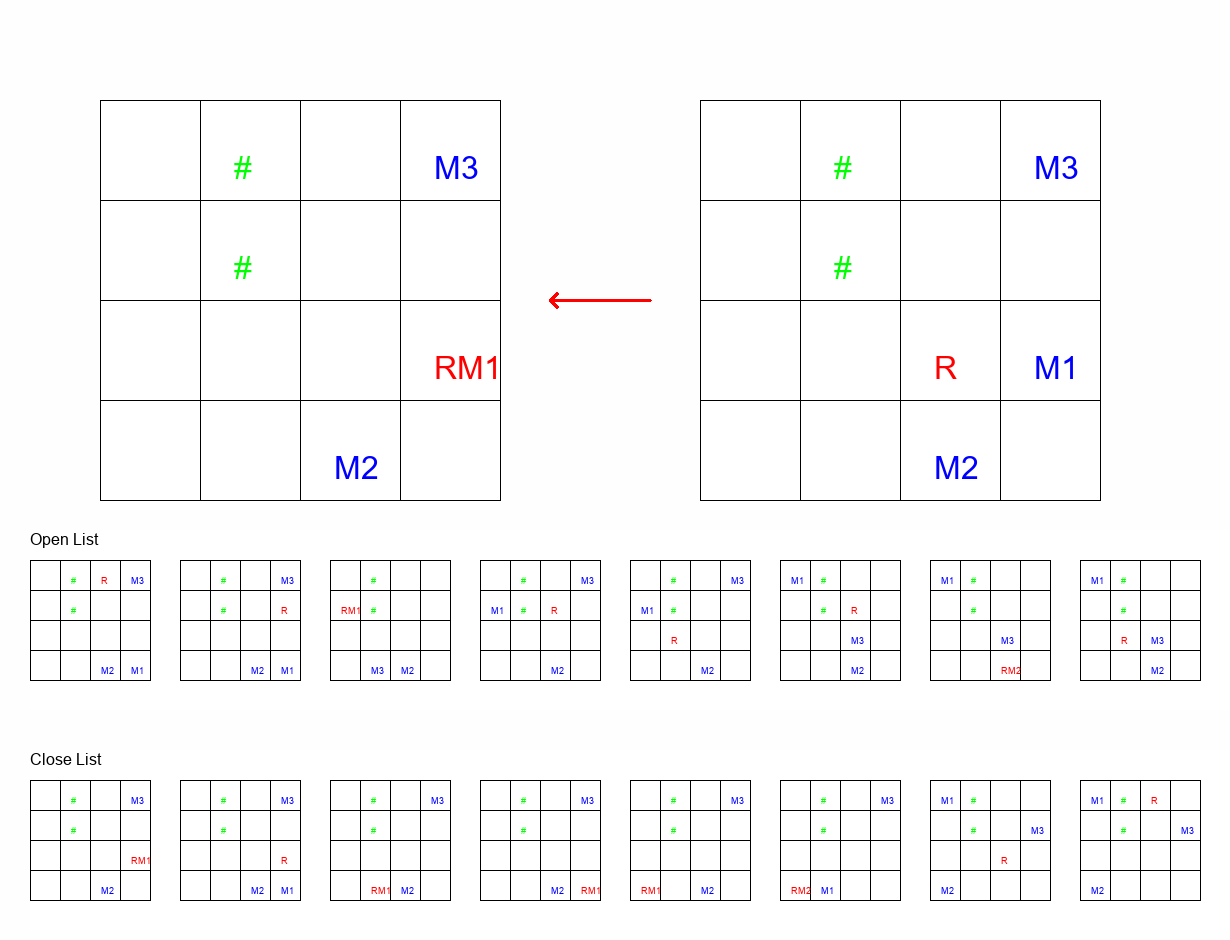 # M3 # M3
# #
RM1 R M1
M2 M2
Open List
# R M3 # M3 # # M3 # M3 M1 # M1 # M1 #
# # R RM1 # M1 # R M1 # # R # #
R M3 M3 R M3
M2 M1 M2 M1 M3 M2 M2 M2 M2 RM2 M2
Close List
# M3 # M3 # M3 # M3 # M3 # M3 M1 # M1 # R
# # # # # # # M3 # M3
RM1 R R
M2 M2 M1 RM1 M2 M2 RM1 RM1 M2 RM2 M1 M2 M2